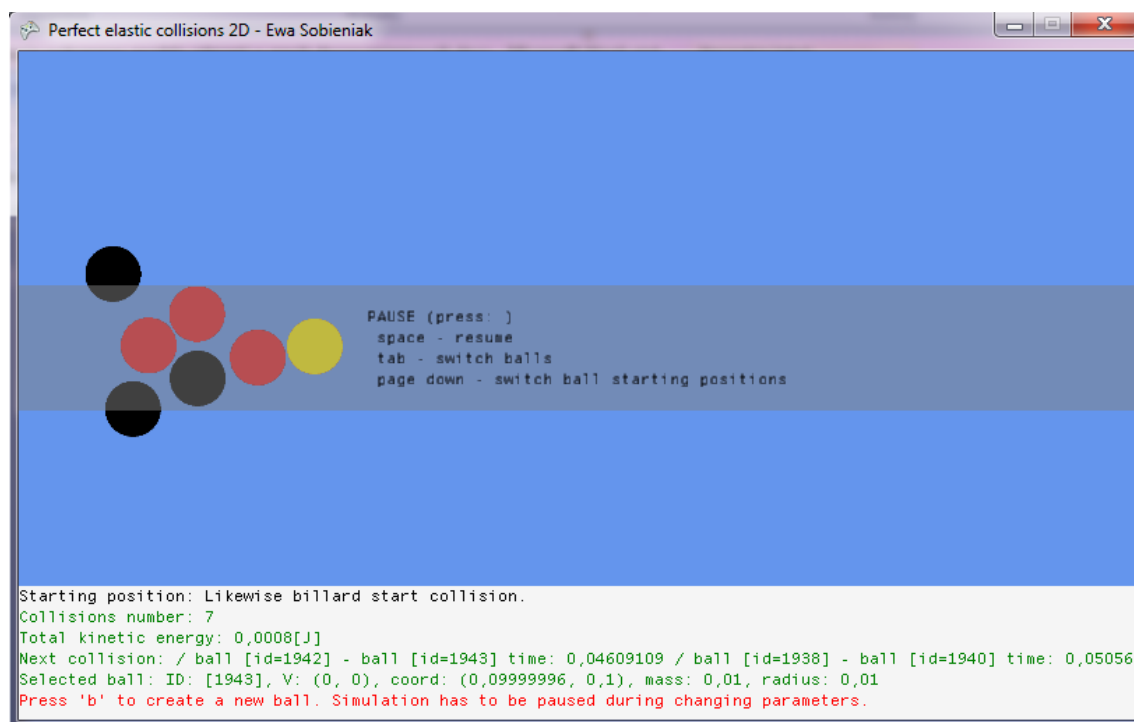 Perfect elastic collisions 2D - Ewa Sobieniak
PAUSE (press: )
space - resume
tab - switch balls
page down - switch ball starting positions
Starting position: Likewise billard start collision.
Collisions number: 7
Total kinetic energy: 0,0008[J]
Next collision: / ball [id=1942] - ball [id=1943] time: 0,04609109 / ball [id=1938] - ball [id=1940] time: 0,05056
Selected ball: ID: [1943], V: (0, 0), coord: (0,09999996, 0,1), mass: 0,01, radius: 0,01
Press 'b' to create a new ball. Simulation has to be paused during changing parameters.